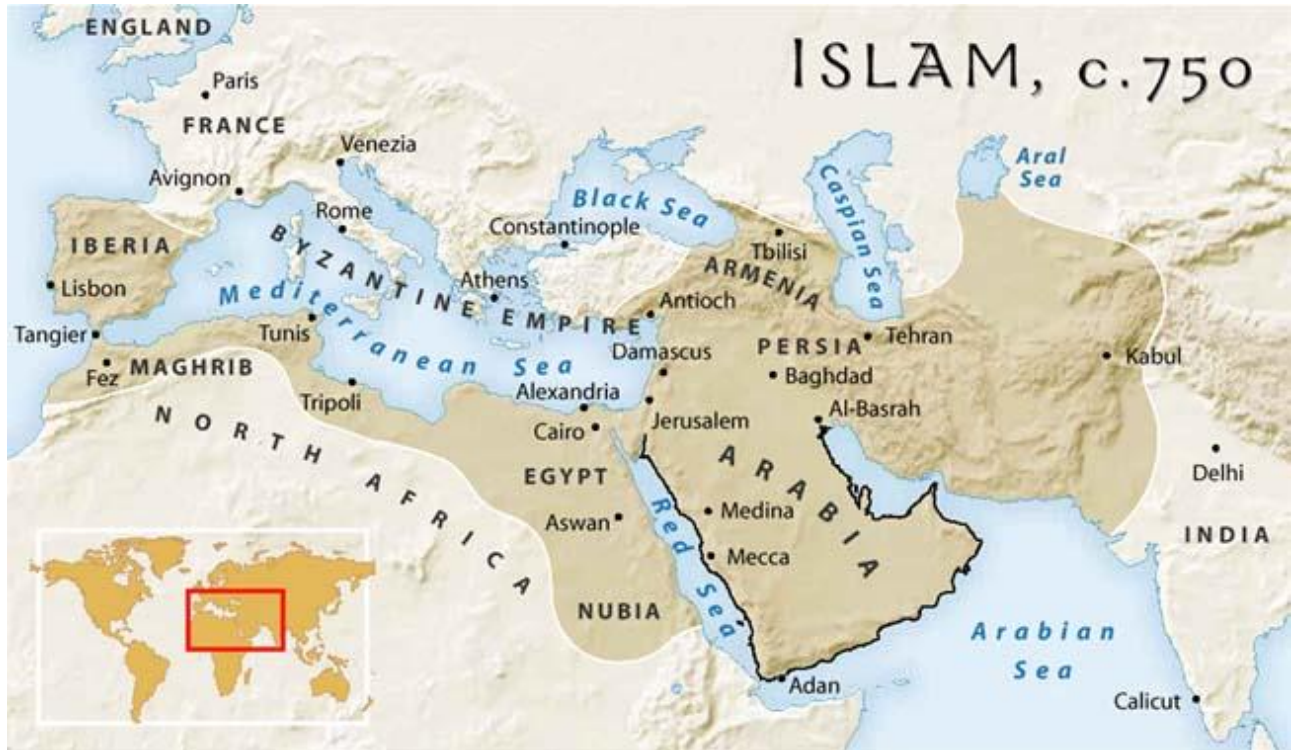 ISLAM, c.750
ENGLAND
Paris
FRANCE
Venezia
Avignon
Rome
IBERIA
Lisbon
BYZANTINE EMPIRE
Constantinople
Athens
Black Sea
Caspian Sea
Aral
Sea
Tbilisi
ARMENIA
Antioch
Mediterranean Sea
Tangier
Tunis
Fez
MAGHRIB
Tripoli
Alexandria
Cairo
Damascus
Jerusalem
PERSIA
Tehran
Baghdad
Al-Basrah
Kabul
NORTH AFRICA
EGYPT
Aswan
NUBIA
Red Sea
ARABIA
Medina
Mecca
Adan
Delhi
INDIA
Arabian
Sea
Calicut